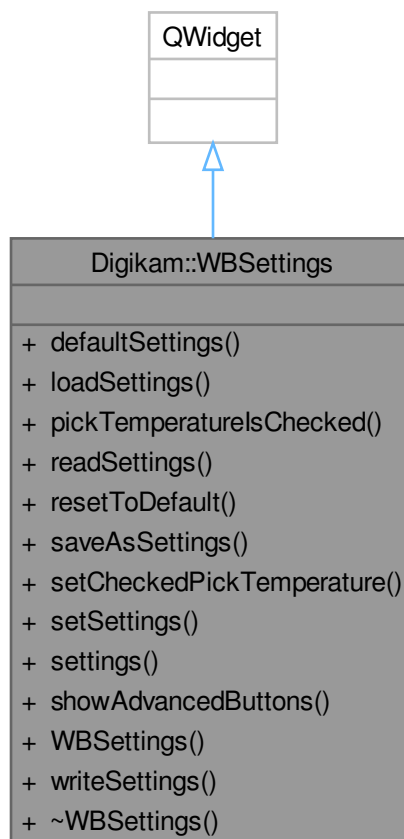 QWidget
Digikam::WBSettings
+ defaultSettings()
+ loadSettings()
+ pickTemperatureIsChecked()
+ readSettings()
+ resetToDefault()
+ saveAsSettings()
+ setCheckedPickTemperature()
+ setSettings()
+ settings()
+ showAdvancedButtons()
+ WBSettings()
+ writeSettings()
+ ~WBSettings()